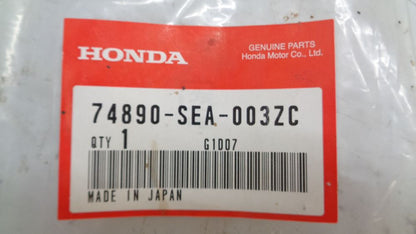 HONDA
GENUINE PARTS
Honda Motor Co., Ltd.
74890-SEA-003ZC
QTY 1 G1D07
MADE IN JAPAN